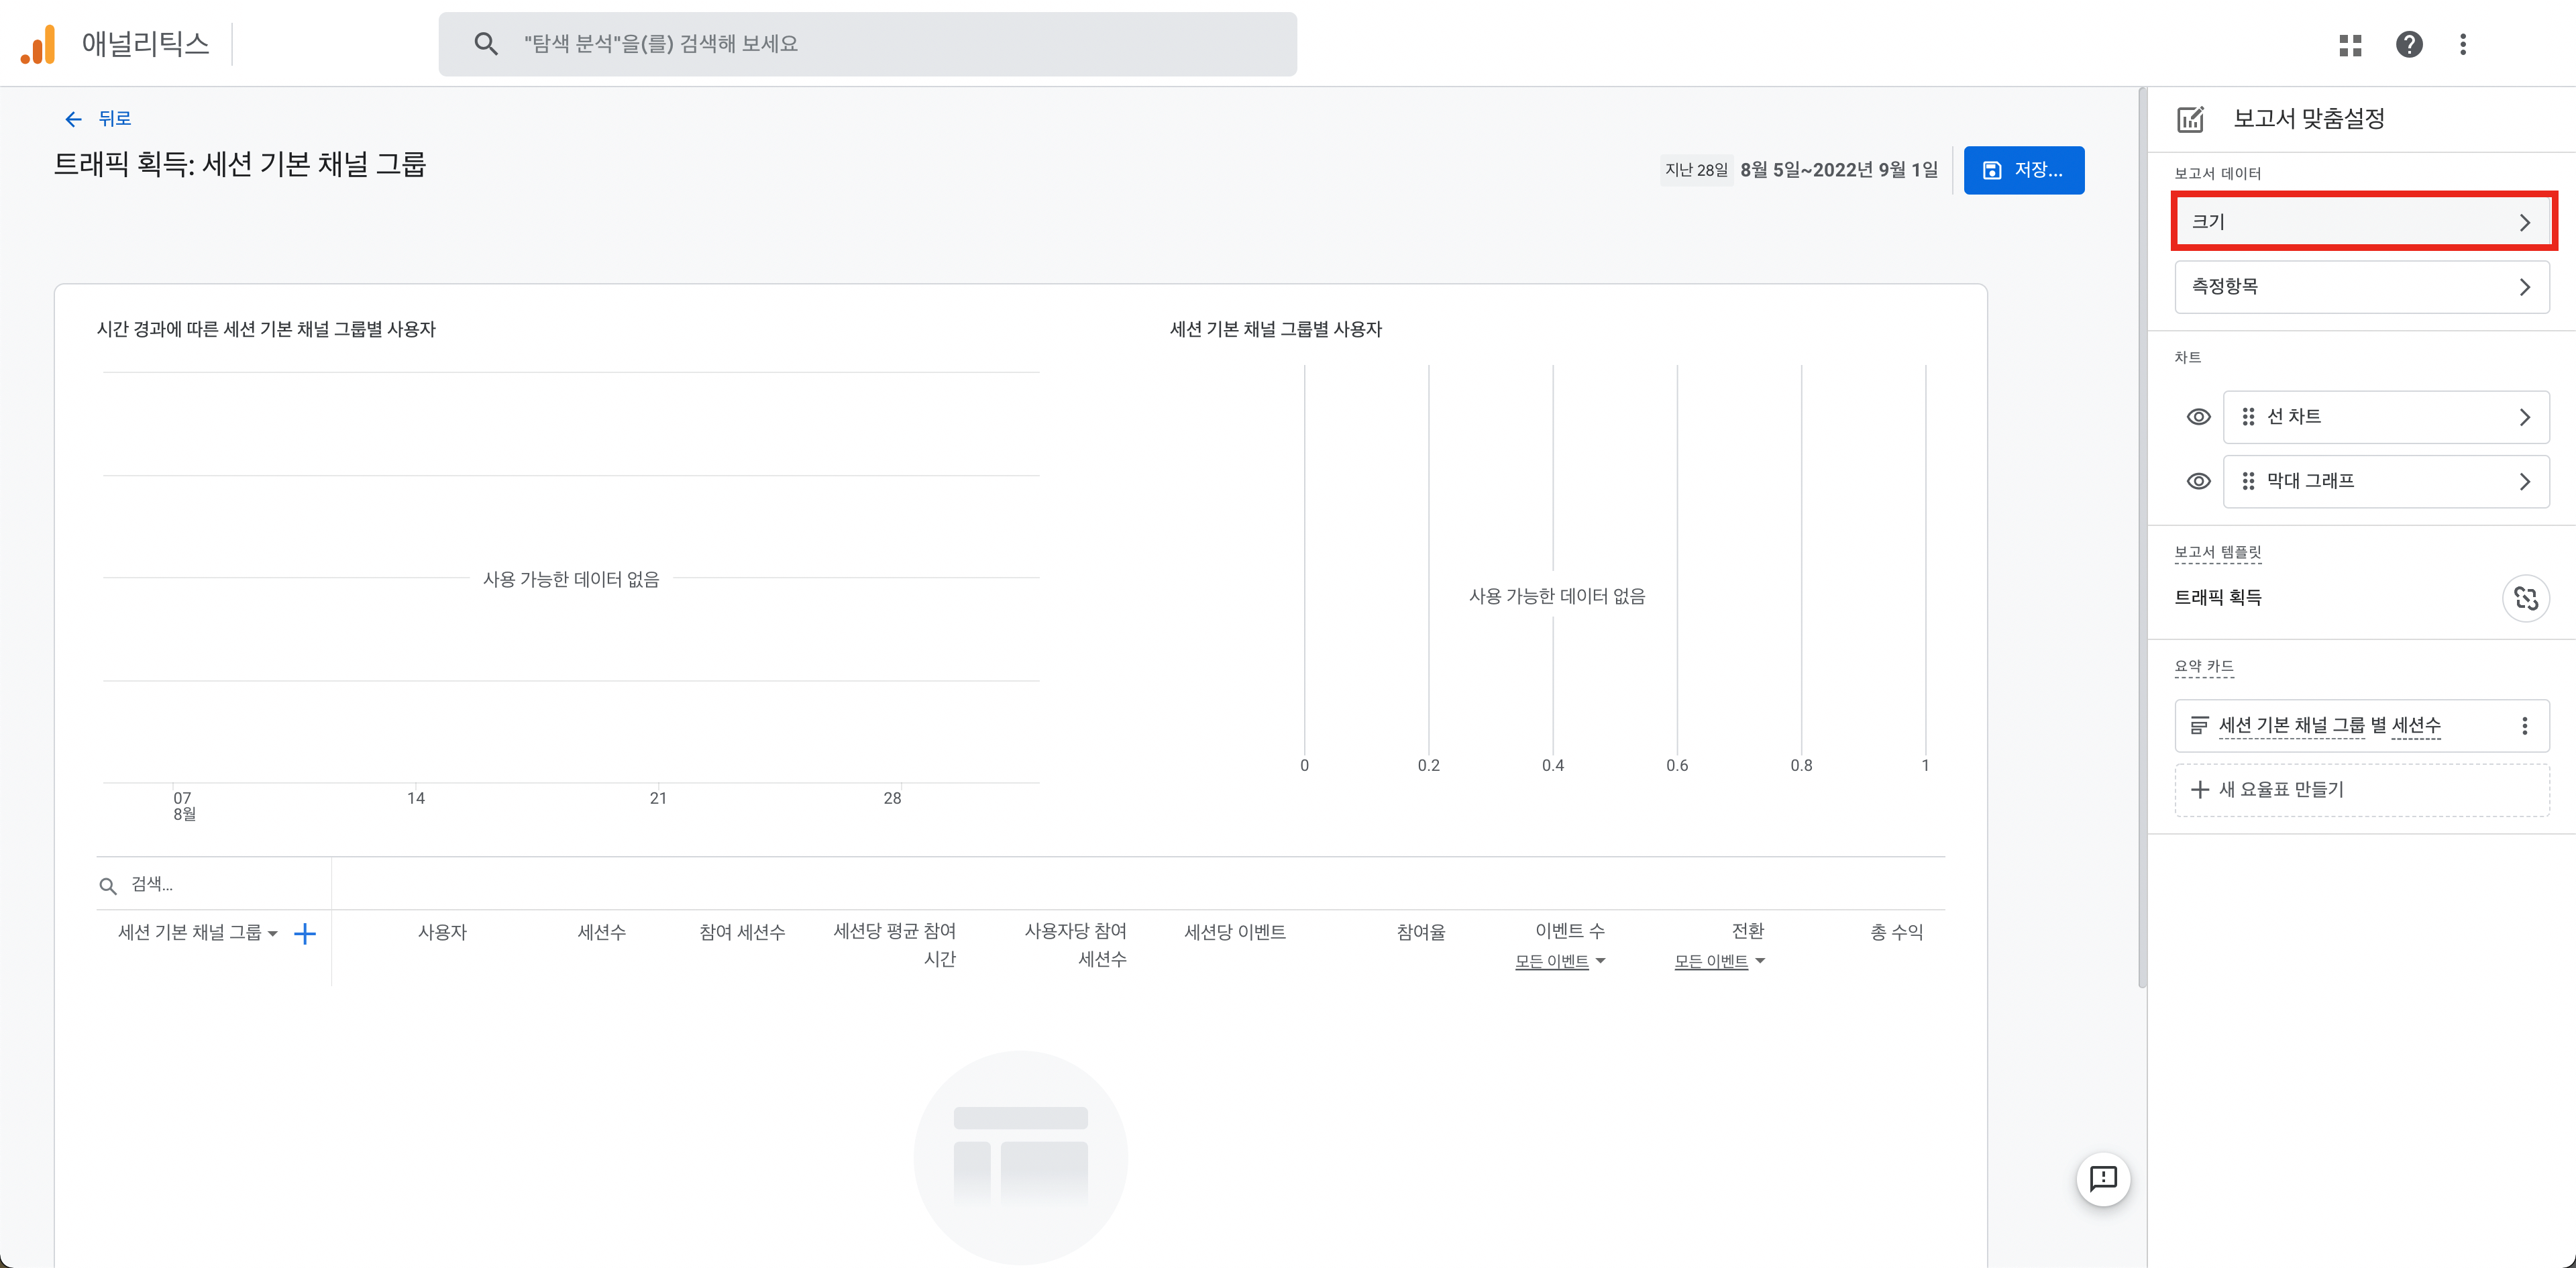 애널리틱스
"탐색 분석"을(를) 검색해 보세요
뒤로
트래픽 획득: 세션 기본 채널 그룹
지난 28일 8월 5일~2022년 9월 1일
저장...
시간 경과에 따른 세션 기본 채널 그룹별 사용자
사용 가능한 데이터 없음
07
8월
14
21
28
세션 기본 채널 그룹별 사용자
사용 가능한 데이터 없음
0
0.2
0.4
0.6
0.8
1
검색...
세션 기본 채널 그룹
사용자
세션수
참여 세션수
세션당 평균 참여
시간
사용자당 참여
세션수
세션당 이벤트
참여율
이벤트 수
모든 이벤트
전환
모든 이벤트
총 수익
보고서 맞춤설정
보고서 데이터
크기
측정항목
차트
선 차트
막대 그래프
보고서 템플릿
트래픽 획득
요약 카드
세션 기본 채널 그룹 별 세션수
새 요율표 만들기